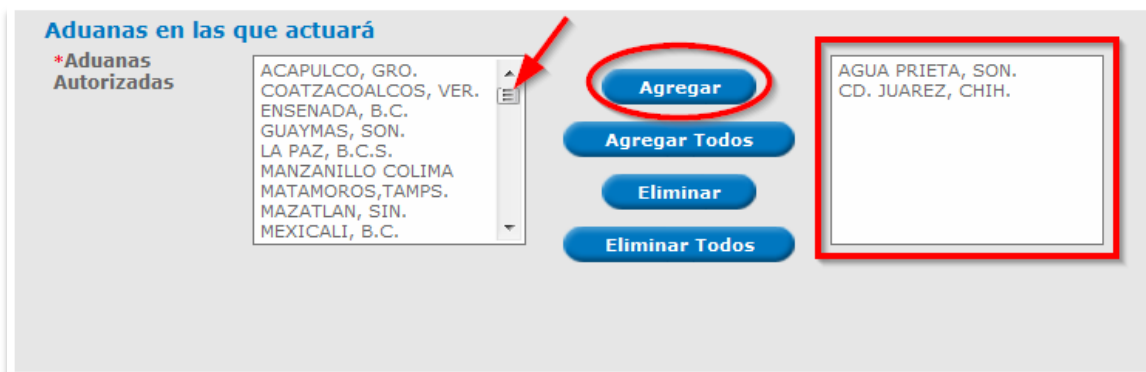 Aduanas en las que actuará
*Aduanas
Autorizadas
ACAPULCO, GRO.
COATZACOALCOS, VER.
ENSENADA, B.C.
GUAYMAS, SON.
LA PAZ, B.C.S.
MANZANILLO COLIMA
MATAMOROS,TAMPS.
MAZATLAN, SIN.
MEXICALI, B.C.
Agregar
Agregar Todos
Eliminar
Eliminar Todos
AGUA PRIETA, SON.
CD. JUAREZ, CHIH.